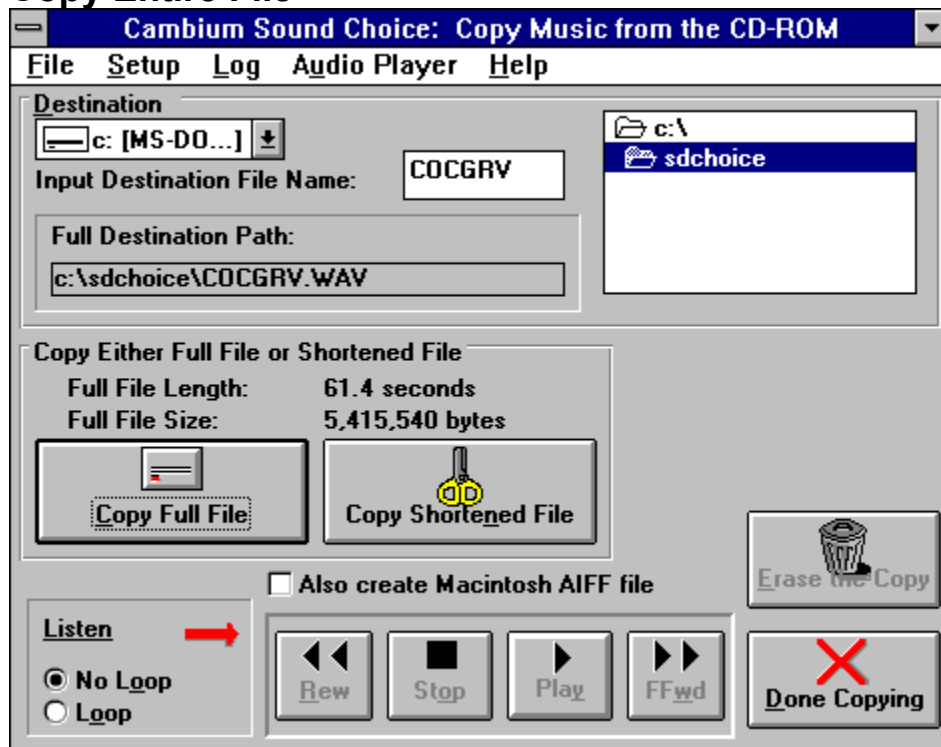 Copy Entire File
Cambium Sound Choice: Copy Music from the CD-ROM
File Setup Log Audio Player Help
Destination
c: [MS-DO...]
c:\
sdchoice
Input Destination File Name:
COCGRV
Full Destination Path:
c:\sdchoice\COCGRV.WAV
Copy Either Full File or Shortened File
Full File Length: 61.4 seconds
Full File Size: 5,415,540 bytes
Copy Full File
Copy Shortened File
Erase the Copy
Also create Macintosh AIFF file
Listen
No Loop
Loop
Rew
Stop
Play
FFwd
Done Copying